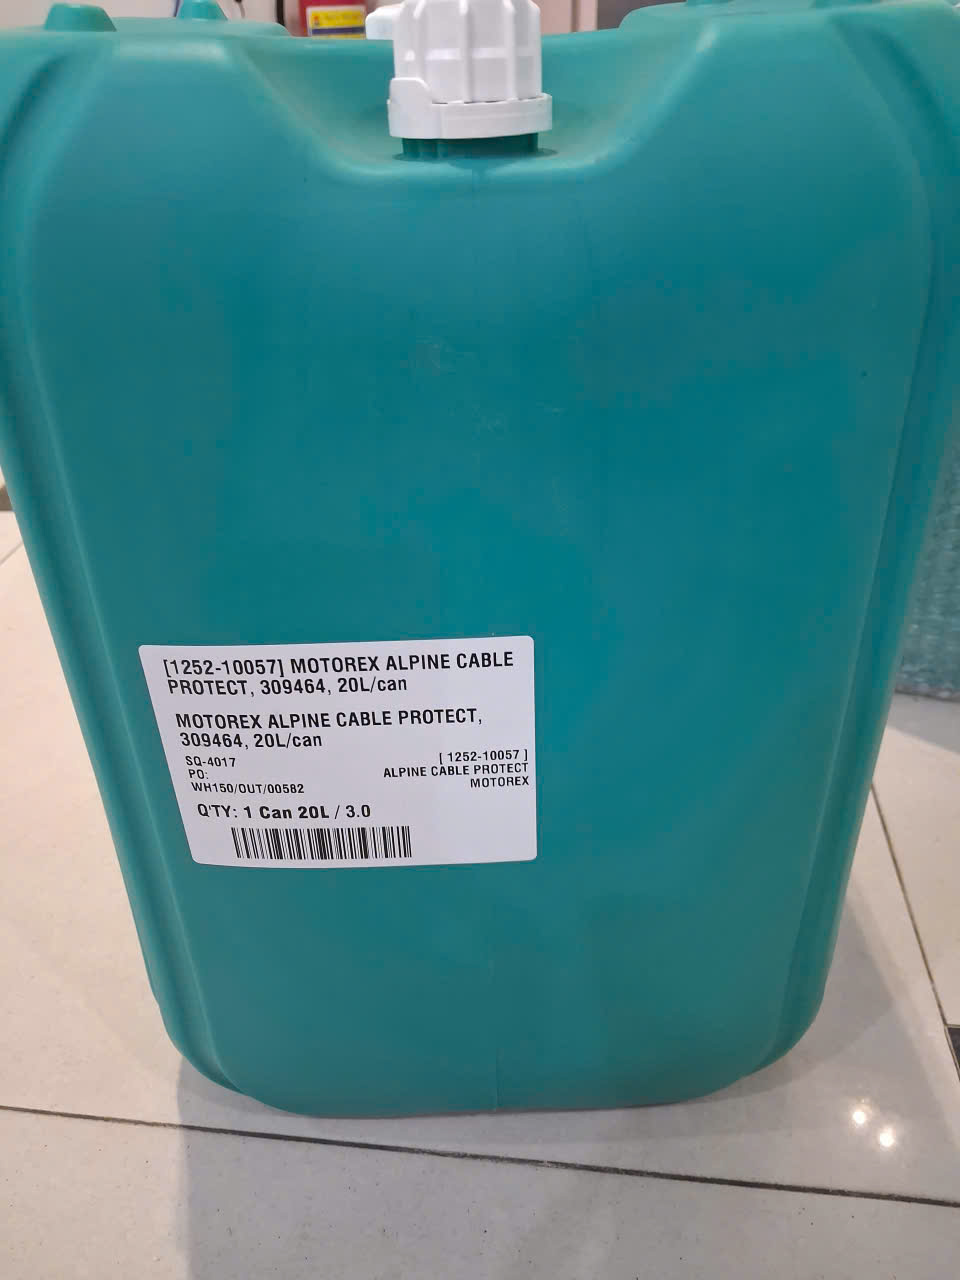 [1252-10057] MOTOREX ALPINE CABLE
PROTECT, 309464, 20L/can
MOTOREX ALPINE CABLE PROTECT,
309464, 20L/can
SQ-4017
PO:
WH150/OUT/00582
[ 1252-10057 ]
ALPINE CABLE PROTECT
MOTOREX
Q'TY: 1 Can 20L / 3.0